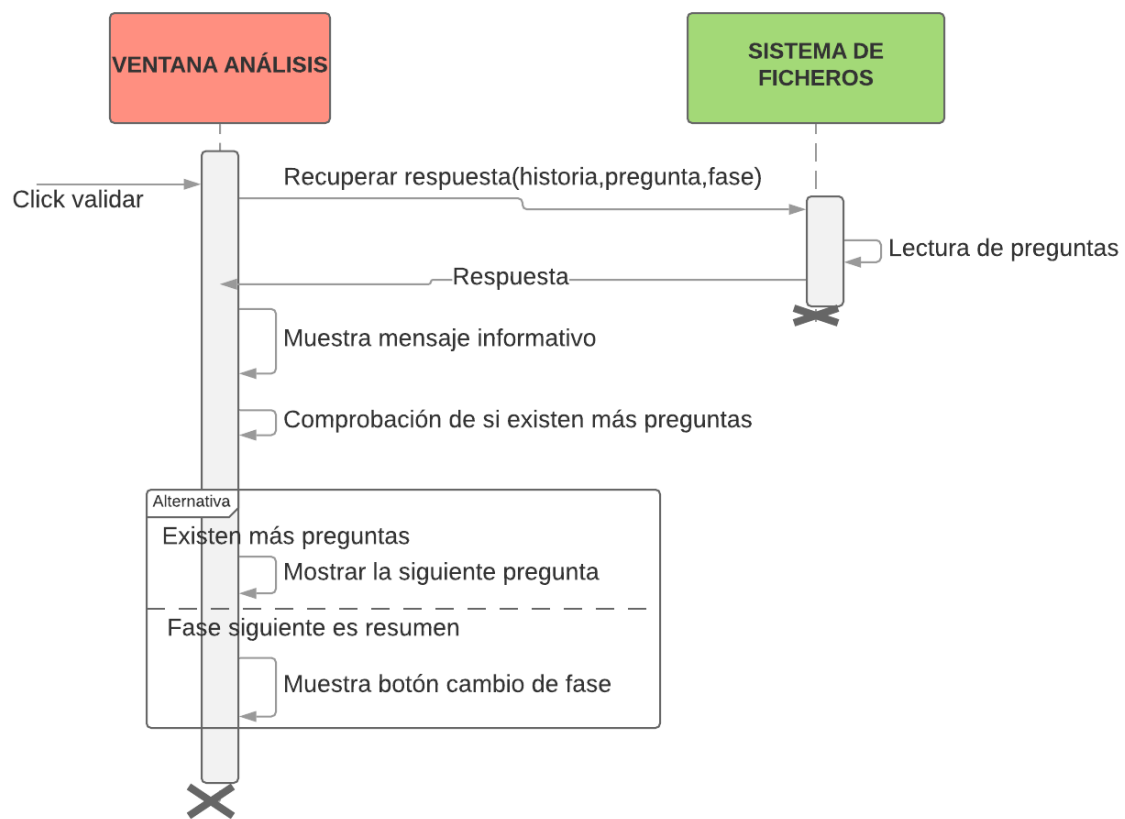 VENTANA ANÁLISIS
SISTEMA DE
FICHEROS
Click validar
Recuperar respuesta(historia,pregunta,fase)
Lectura de preguntas
Respuesta
Muestra mensaje informativo
Comprobación de si existen más preguntas
Alternativa
Existen más preguntas
Mostrar la siguiente pregunta
Fase siguiente es resumen
Muestra botón cambio de fase